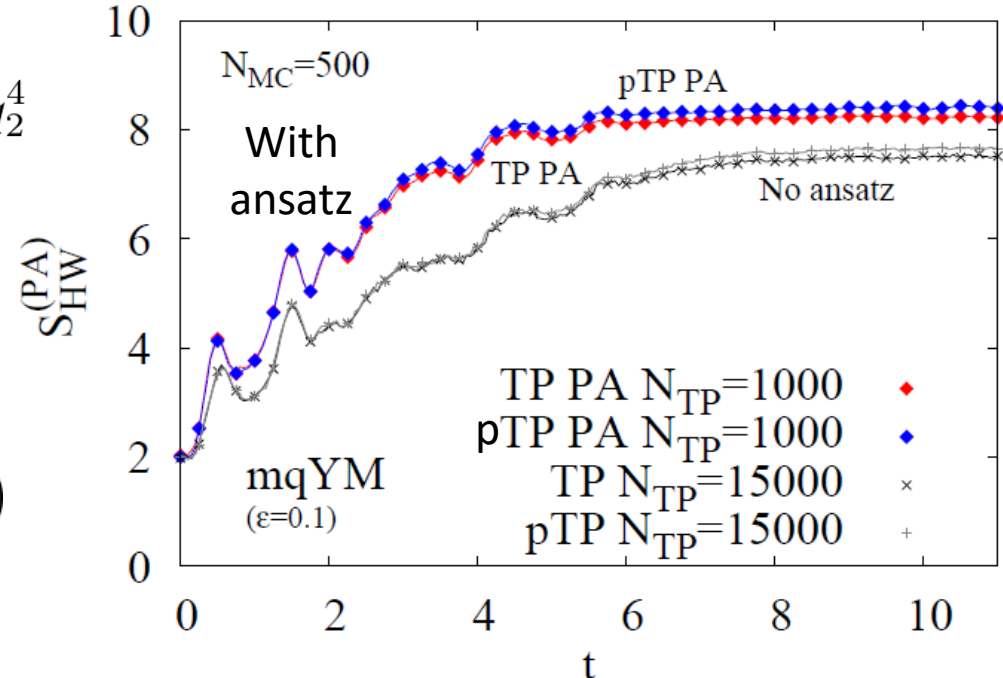 10
N_MC=500
pTP PA
8
With
ansatz
TP PA
No ansatz
6
S_HW^(PA)
4
TP PA N_TP=1000
pTP PA N_TP=1000
2
mqYM
(ε=0.1)
TP N_TP=15000
pTP N_TP=15000
)
0
0 2 4 6 8 10
t